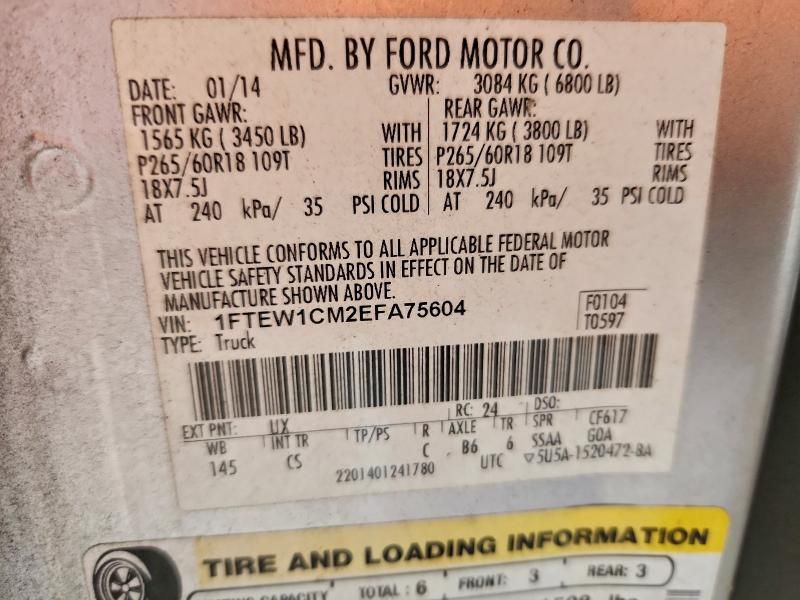 MFD. BY FORD MOTOR CO.
DATE: 01/14 GVWR: 3084 KG ( 6800 LB)
FRONT GAWR: REAR GAWR:
1565 KG ( 3450 LB) WITH 1724 KG ( 3800 LB) WITH
P265/60R18 109T TIRES P265/60R18 109T TIRES
18X7.5J RIMS 18X7.5J RIMS
AT 240 kPa/ 35 PSI COLD AT 240 kPa/ 35 PSI COLD
THIS VEHICLE CONFORMS TO ALL APPLICABLE FEDERAL MOTOR
VEHICLE SAFETY STANDARDS IN EFFECT ON THE DATE OF
MANUFACTURE SHOWN ABOVE.
VIN: 1FTEW1CM2EFA75604 F0104
TYPE: Truck T0597
EXT PNT: UX RC: 24 DSO:
WB INT TR TP/PS R AXLE TR SPR CF617
145 CS C B6 6 SSAA GOA
2201401241780 UTC ▽5U5A-1520472-BA
TIRE AND LOADING INFORMATION
CAPACITY TOTAL : 6 FRONT: 3 REAR: 3